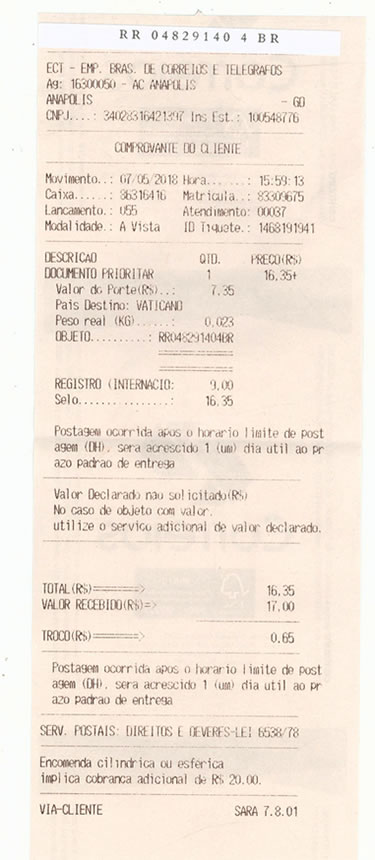 RR 04829140 4 BR
ECT - EMP. BRAS. DE CORREIOS E TELEGRAFOS
Ag: 16300050 - AC ANAPOLIS
ANAPOLIS - GO
CNPJ....: 34028316421397 Ins Est.: 100548776
COMPROVANTE DO CLIENTE
Movimento..: 07/05/2018 Hora......: 15:59:13
Caixa......: 86316416 Matricula..: 83309675
Lancamento.: 055 Atendimento: 00037
Modalidade.: A Vista ID Tiquete.: 1468191941
DESCRICAO QTD. PREÇO(R$)
DOCUMENTO PRIORITAR 1 16,35+
Valor do Porte(R$)..: 7,35
Pais Destino: VATICANO
Peso real (KG)......: 0,023
OBJETO..........: RR048291404BR
REGISTRO (INTERNACIO: 9,00
Selo................: 16,35
Postagem ocorrida apos o horario limite de post
agem (DH), sera acrescido 1 (um) dia util ao pr
azo padrao de entrega
Valor Declarado nao solicitado(R$)
No caso de objeto com valor,
utilize o servico adicional de valor declarado.
TOTAL(R$)=======> 16,35
VALOR RECEBIDO(R$)=> 17,00
TROCO(R$)=======> 0,65
Postagem ocorrida apos o horario limite de post
agem (DH), sera acrescido 1 (um) dia util ao pr
azo padrao de entrega
SERV. POSTAIS: DIREITOS E DEVERES-LEI 6538/78
Encomenda cilindrica ou esferica
implica cobranca adicional de R$ 20,00.
VIA-CLIENTE SARA 7.8.01